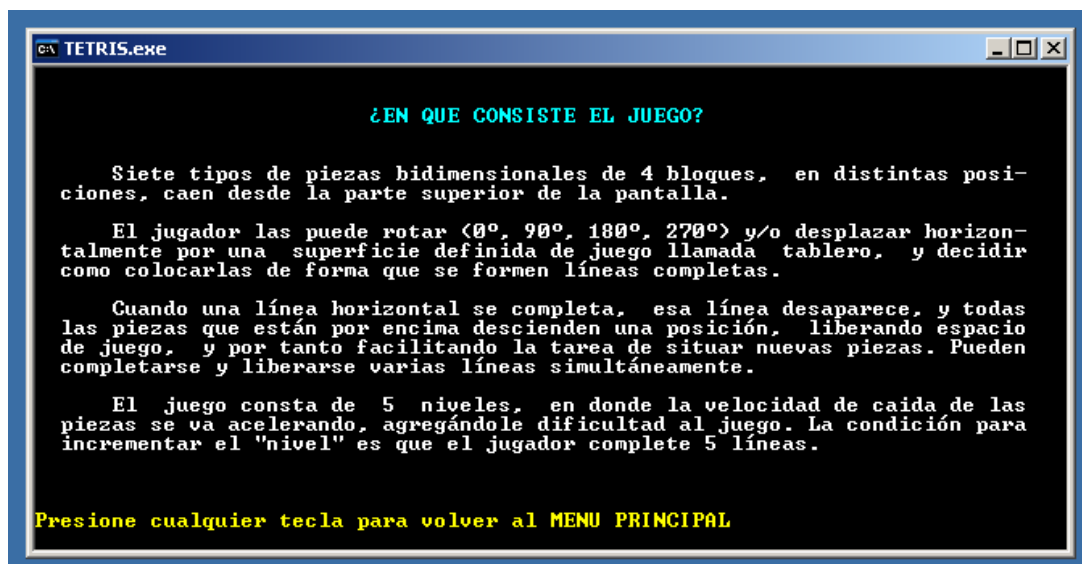 TETRIS.exe
¿EN QUE CONSISTE EL JUEGO?
Siete tipos de piezas bidimensionales de 4 bloques, en distintas posi-
ciones, caen desde la parte superior de la pantalla.
El jugador las puede rotar (0º, 90º, 180º, 270º) y/o desplazar horizon-
talmente por una superficie definida de juego llamada tablero, y decidir
como colocarlas de forma que se formen líneas completas.
Cuando una línea horizontal se completa, esa línea desaparece, y todas
las piezas que están por encima descienden una posición, liberando espacio
de juego, y por tanto facilitando la tarea de situar nuevas piezas. Pueden
completarse y liberarse varias líneas simultáneamente.
El juego consta de 5 niveles, en donde la velocidad de caida de las
piezas se va acelerando, agregándole dificultad al juego. La condición para
incrementar el "nivel" es que el jugador complete 5 líneas.
Presione cualquier tecla para volver al MENU PRINCIPAL